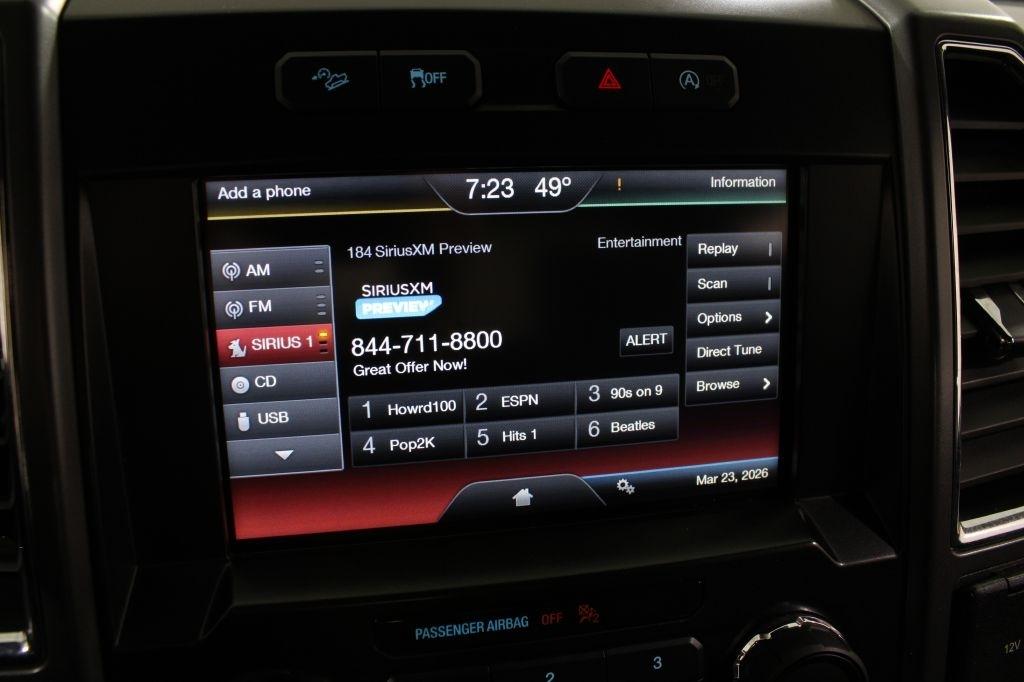 OFF
A OFF
Add a phone
7:23 49°
!
Information
184 SiriusXM Preview
Entertainment
SIRIUSXM
PREVIEW
844-711-8800
Great Offer Now!
ALERT
AM
FM
SIRIUS 1
CD
USB
Replay
Scan
Options
Direct Tune
Browse
1 Howrd100
2 ESPN
3 90s on 9
4 Pop2K
5 Hits 1
6 Beatles
Mar 23, 2026
PASSENGER AIRBAG OFF
2
2
3
12V